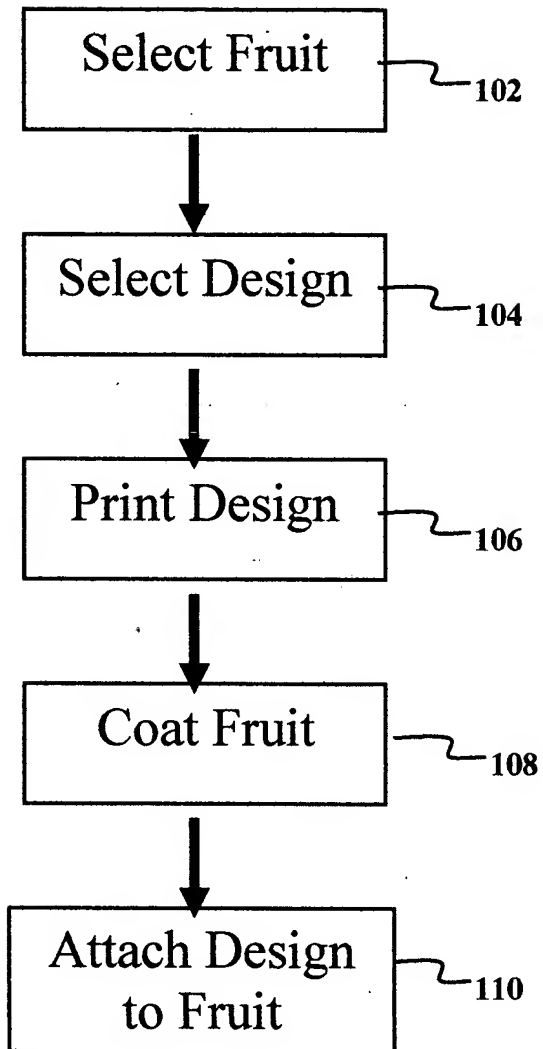 Select Fruit
102
Select Design
104
Print Design
106
Coat Fruit
108
Attach Design
to Fruit
110